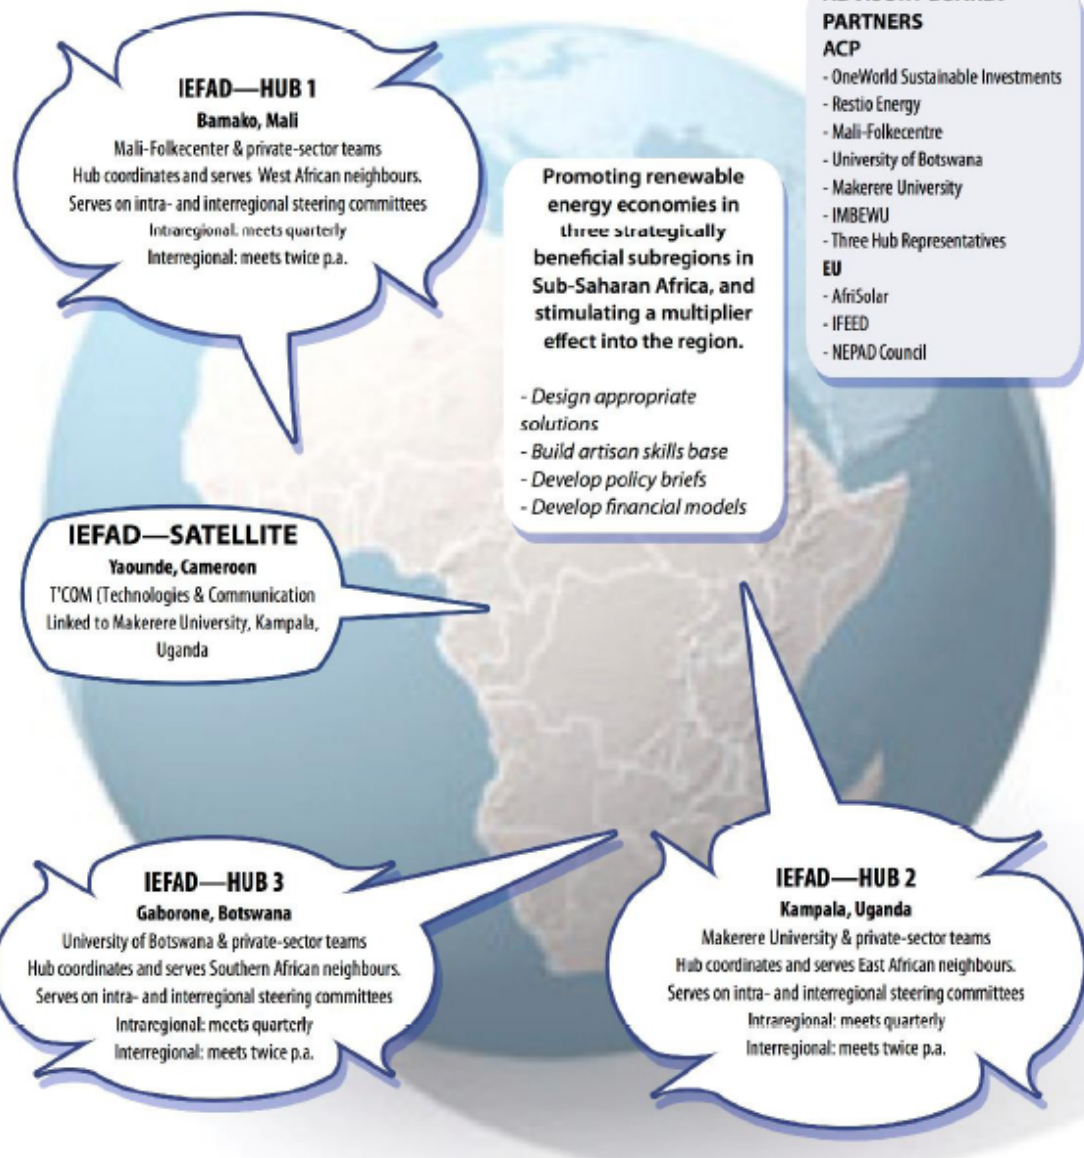 PARTNERS
ACP
- OneWorld Sustainable Investments
- Restio Energy
- Mali-Folkecentre
- University of Botswana
- Makerere University
- IMBEWU
- Three Hub Representatives
EU
- AfriSolar
- IFEED
- NEPAD Council
IEFAD—HUB 1
Bamako, Mali
Mali-Folkecenter & private-sector teams
Hub coordinates and serves West African neighbours.
Serves on intra- and interregional steering committees
Intraregional: meets quarterly
Interregional: meets twice p.a.
Promoting renewable
energy economies in
three strategically
beneficial subregions in
Sub-Saharan Africa, and
stimulating a multiplier
effect into the region.
- Design appropriate
solutions
- Build artisan skills base
- Develop policy briefs
- Develop financial models
IEFAD—SATELLITE
Yaounde, Cameroon
T'COM (Technologies & Communication
Linked to Makerere University, Kampala,
Uganda
IEFAD—HUB 3
Gaborone, Botswana
University of Botswana & private-sector teams
Hub coordinates and serves Southern African neighbours.
Serves on intra- and interregional steering committees
Intraregional: meets quarterly
Interregional: meets twice p.a.
IEFAD—HUB 2
Kampala, Uganda
Makerere University & private-sector teams
Hub coordinates and serves East African neighbours.
Serves on intra- and interregional steering committees
Intraregional: meets quarterly
Interregional: meets twice p.a.